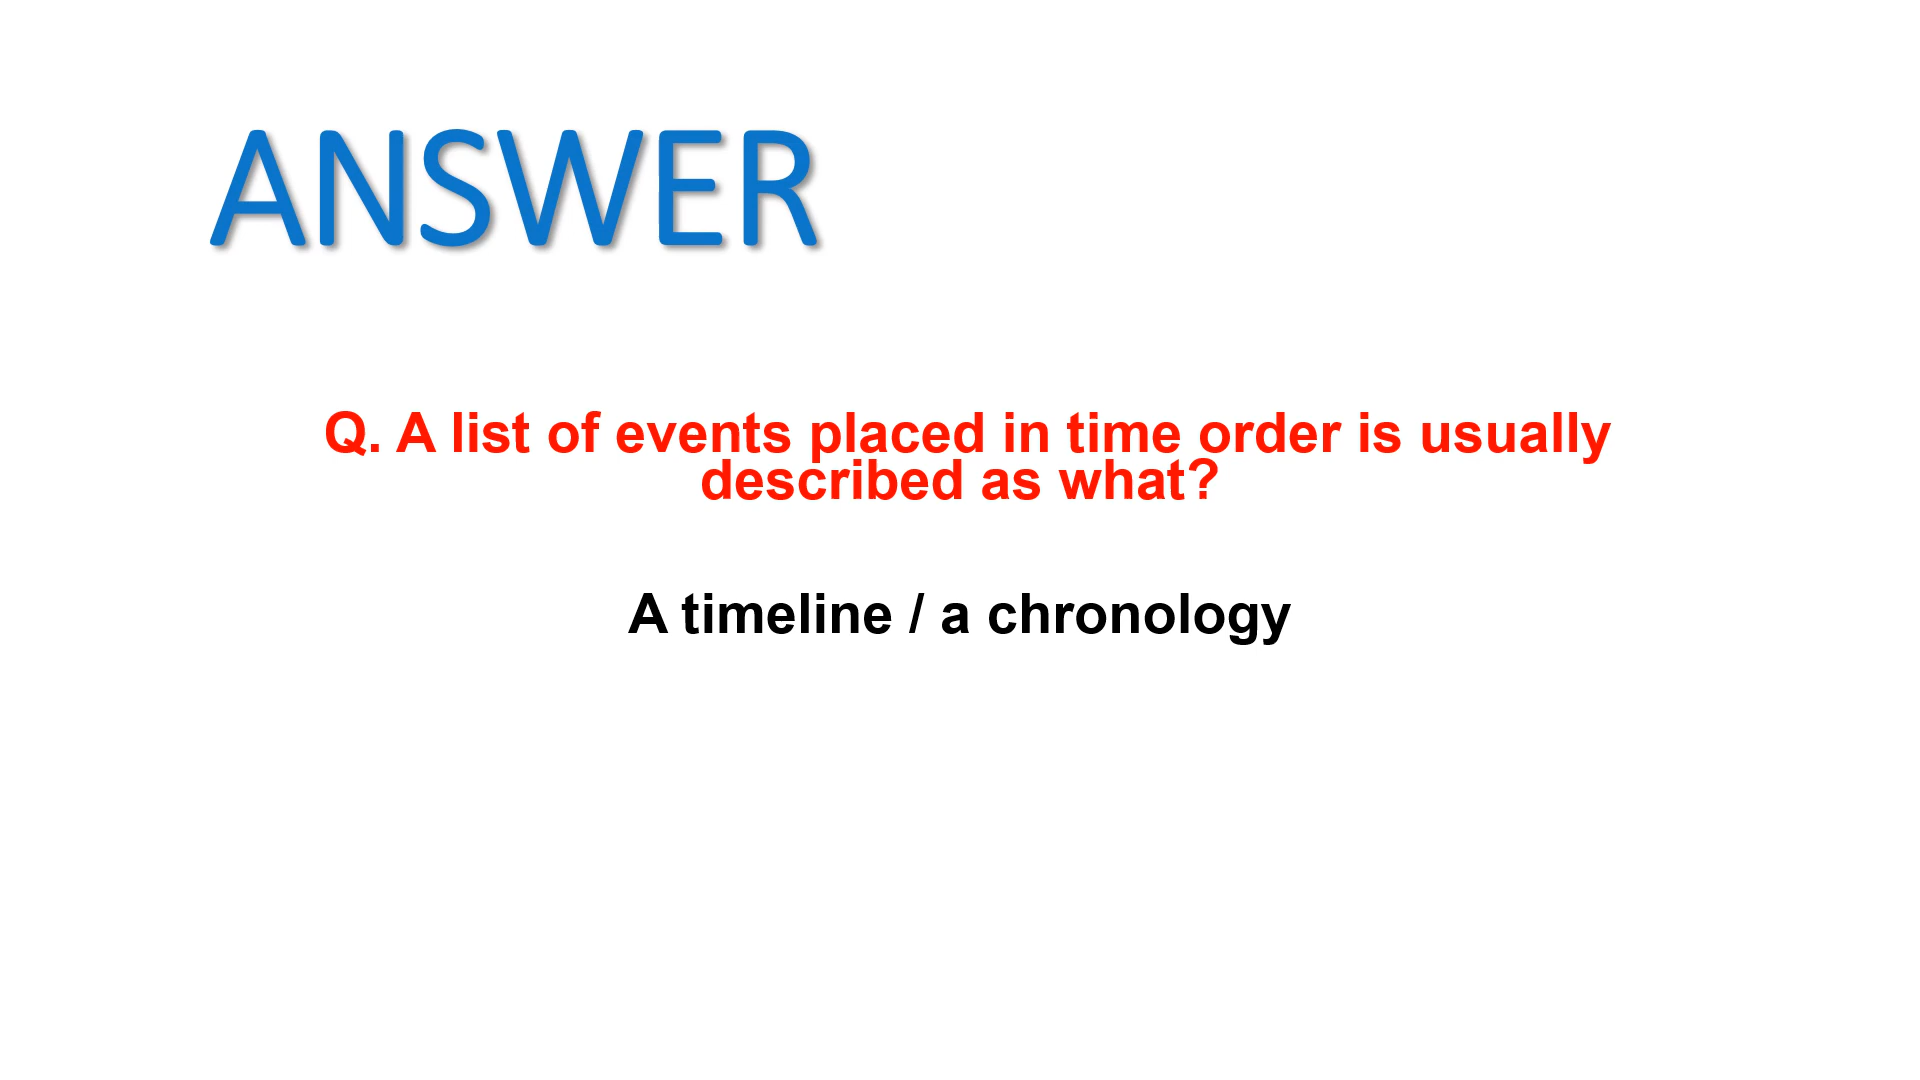 ANSWER
Q. A list of events placed in time order is usually
described as what?
A timeline / a chronology